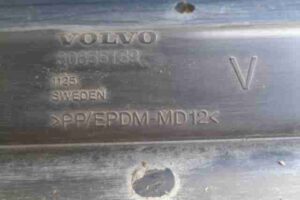 VOLVO
1125
SWEDEN
V
>PP/EPDM-MD12<